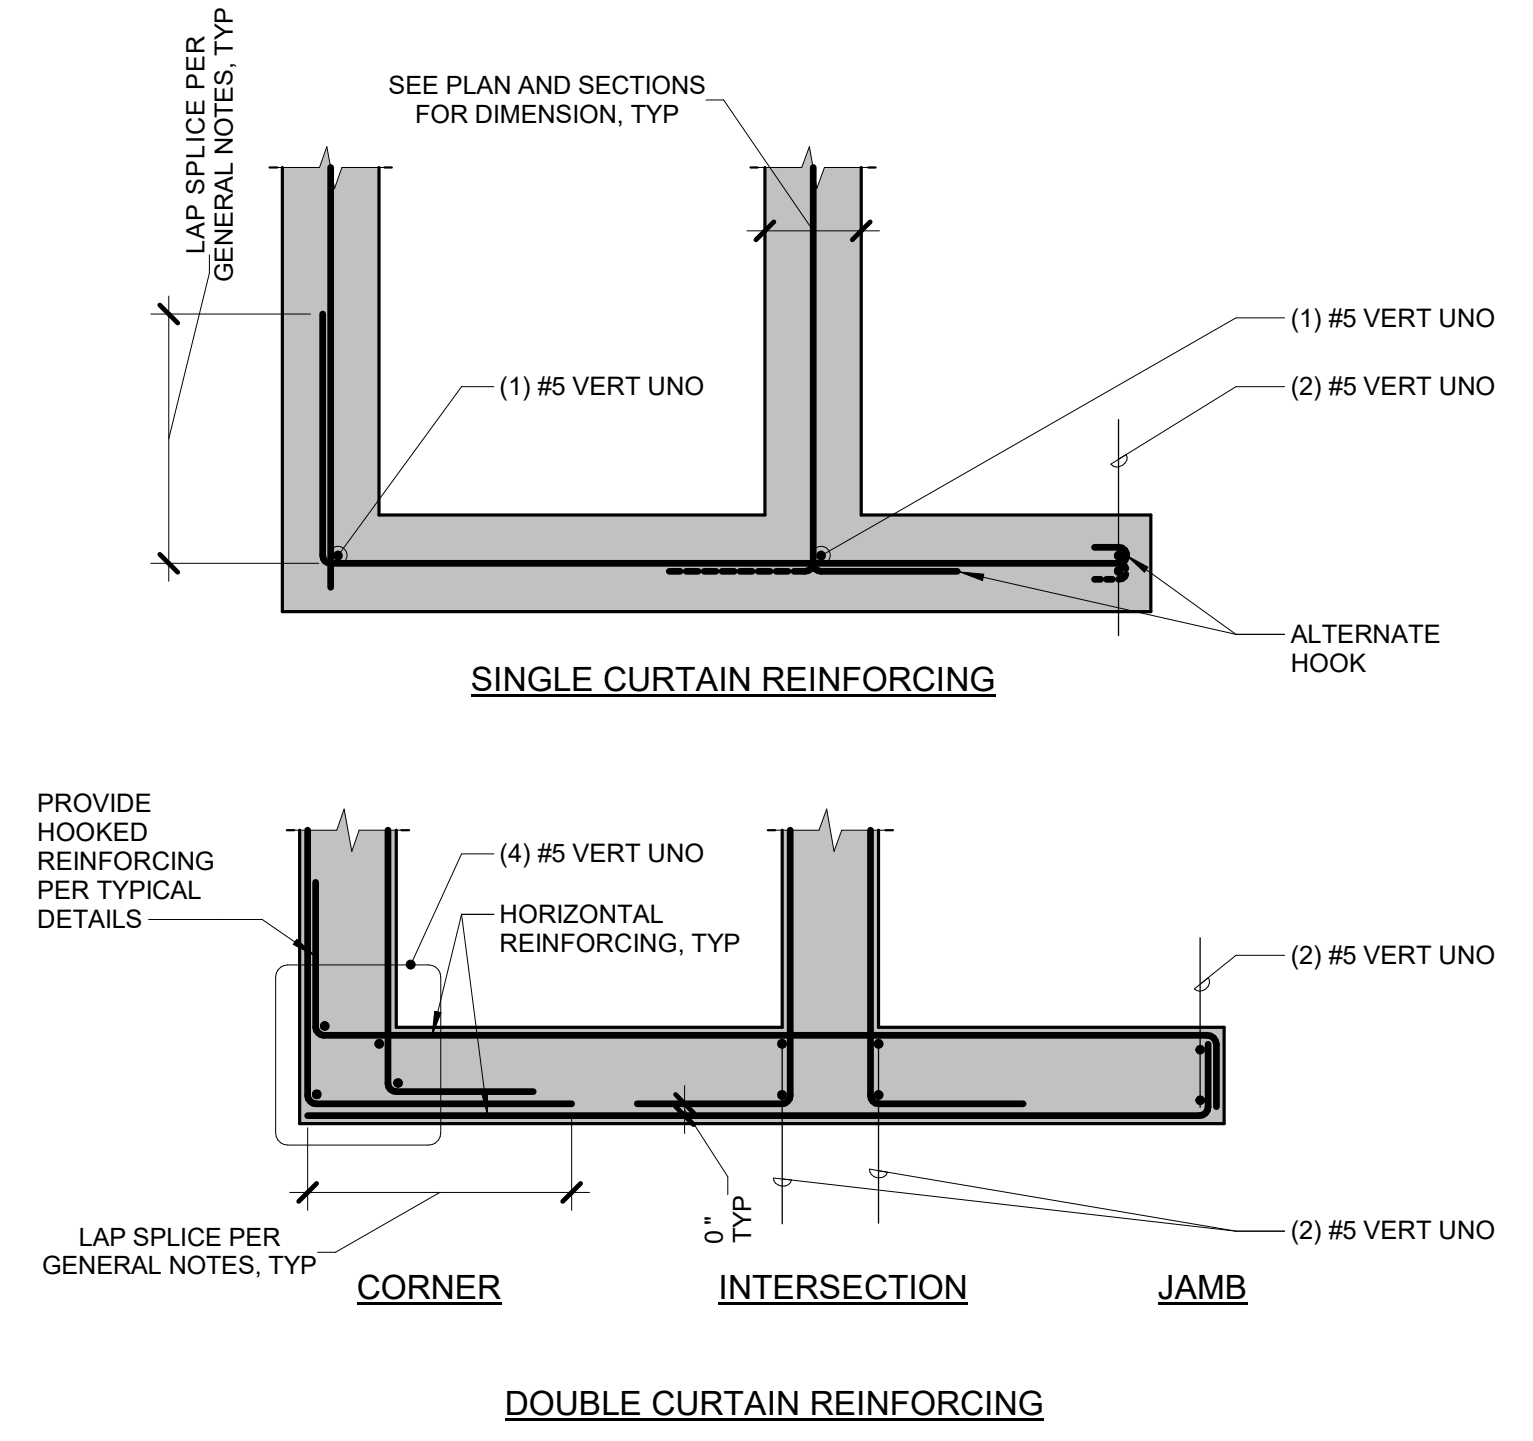 LAP SPLICE PER
GENERAL NOTES, TYP
SEE PLAN AND SECTIONS
FOR DIMENSION, TYP
(1) #5 VERT UNO
(1) #5 VERT UNO
(2) #5 VERT UNO
ALTERNATE
HOOK
SINGLE CURTAIN REINFORCING
PROVIDE
HOOKED
REINFORCING
PER TYPICAL
DETAILS
(4) #5 VERT UNO
HORIZONTAL
REINFORCING, TYP
(2) #5 VERT UNO
LAP SPLICE PER
GENERAL NOTES, TYP
0"
TYP
(2) #5 VERT UNO
CORNER
INTERSECTION
JAMB
DOUBLE CURTAIN REINFORCING